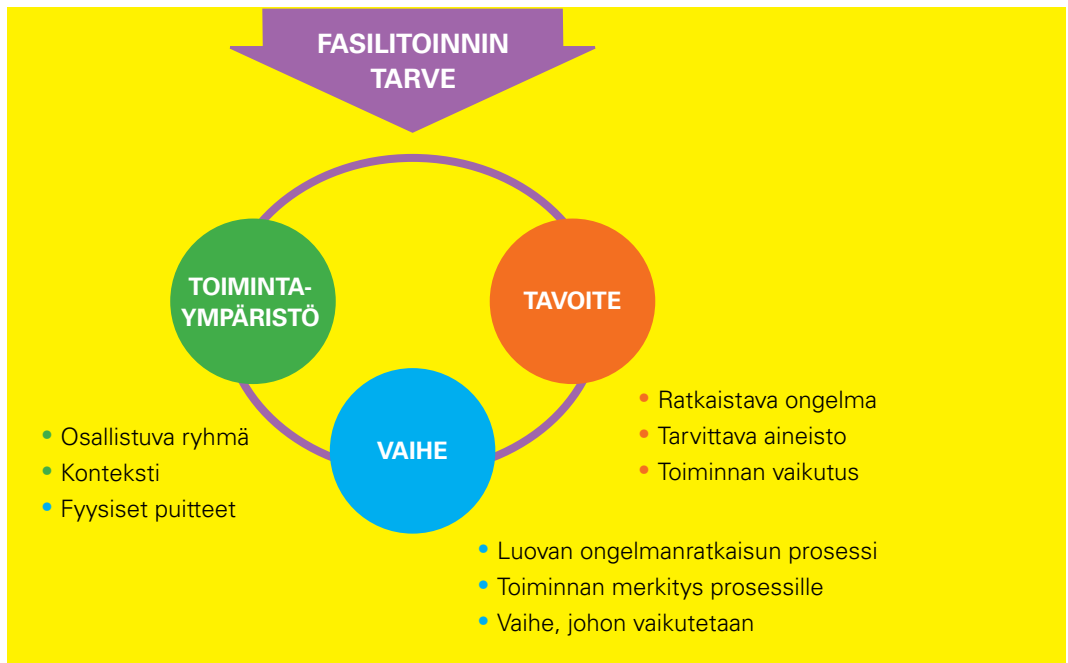 FASILITOINNIN
TARVE
TOIMINTA-
YMPÄRISTÖ
TAVOITE
VAIHE
• Osallistuva ryhmä
• Konteksti
• Fyysiset puitteet
• Ratkaistava ongelma
• Tarvittava aineisto
• Toiminnan vaikutus
• Luovan ongelmanratkaisun prosessi
• Toiminnan merkitys prosessille
• Vaihe, johon vaikutetaan